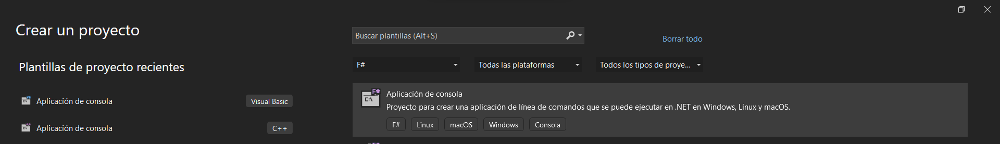 Crear un proyecto
Buscar plantillas (Alt+S)
Borrar todo
Plantillas de proyecto recientes
F#
Todas las plataformas
Todos los tipos de proye...
Aplicación de consola
Visual Basic
Aplicación de consola
C++
F#
C:\
Aplicación de consola
Proyecto para crear una aplicación de línea de comandos que se puede ejecutar en .NET en Windows, Linux y macOS.
F#
Linux
macOS
Windows
Consola